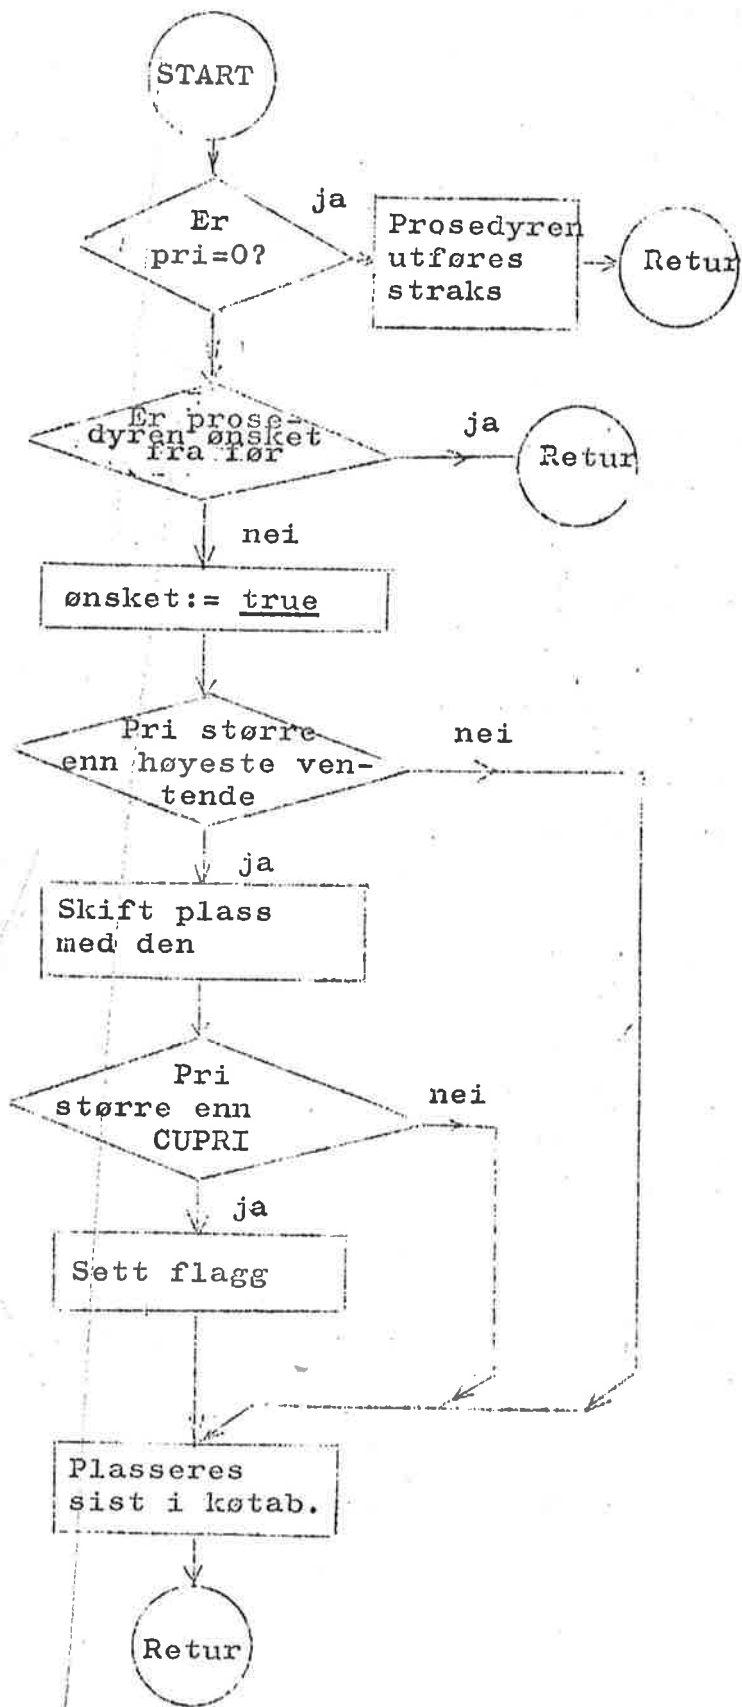 START
ja
Er
pri=0?
Prosedyren
utføres
straks
Retur
Er prose-
dyren ønsket
fra før
ja
Retur
nei
ønsket:= true
Pri større
enn høyeste ven-
tende
nei
ja
Skift plass
med den
Pri
større enn
CUPRI
nei
ja
Sett flagg
Plasseres
sist i køtab.
Retur